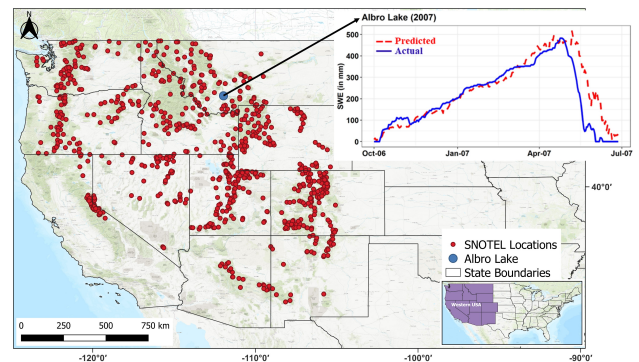 N
Albro Lake (2007)
500
400
300
200
100
0
SWE (in mm)
Predicted
Actual
Oct-06
Jan-07
Apr-07
Jul-07
40°0'
SNOTEL Locations
Albro Lake
State Boundaries
Western USA
0
250
500
750 km
-120°0'
-110°0'
-100°0'
-90°0'